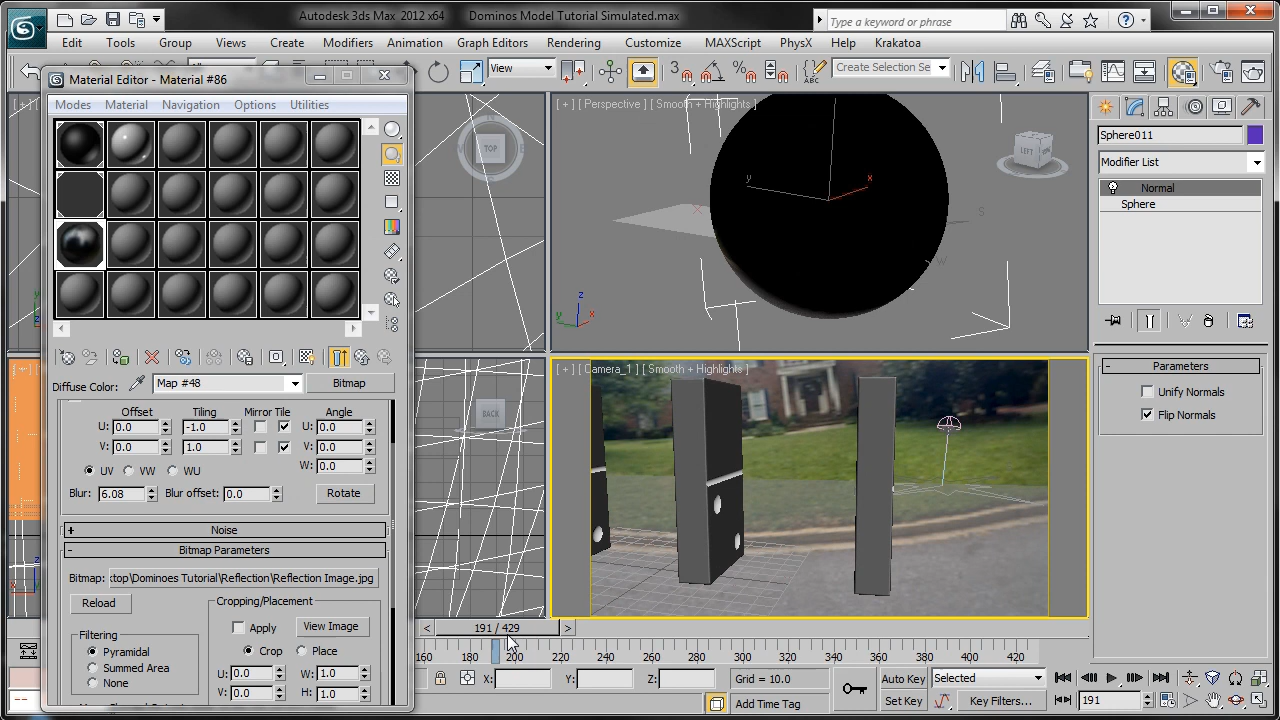 Autodesk 3ds Max 2012 x64 Dominos Model Tutorial Simulated.max
Type a keyword or phrase
Edit Tools Group Views Create Modifiers Animation Graph Editors Rendering Customize MAXScript PhysX Help Krakatoa
View
3
ABC
Create Selection Se
Material Editor - Material #86
Modes Material Navigation Options Utilities
Diffuse Color: Map #48 Bitmap
Offset Tiling Mirror Tile Angle
U: 0.0 -1.0 U: 0.0
V: 0.0 1.0 V: 0.0
W: 0.0
UV VW WU
Blur: 6.08 Blur offset: 0.0 Rotate
+ Noise
- Bitmap Parameters
Bitmap: :top\Dominoes Tutorial\Reflection\Reflection Image.jpg
Reload
Cropping/Placement
Apply View Image
Crop Place
U: 0.0 W: 1.0
V: 0.0 H: 1.0
Filtering
Pyramidal
Summed Area
None
TOP
BACK
[ + ] [ Perspective ] [ Smooth + Highlights ]
LEFT
y x
S
W
z
y x
[ + ] [ Camera_1 ] [ Smooth + Highlights ]
Sphere011
Modifier List
Normal
Sphere
- Parameters
Unify Normals
Flip Normals
< 191 / 429 >
160 180 200 220 240 260 280 300 320 340 360 380 400 420
X: Y: Z: Grid = 10.0
Add Time Tag
Auto Key Selected
Set Key Key Filters...
191